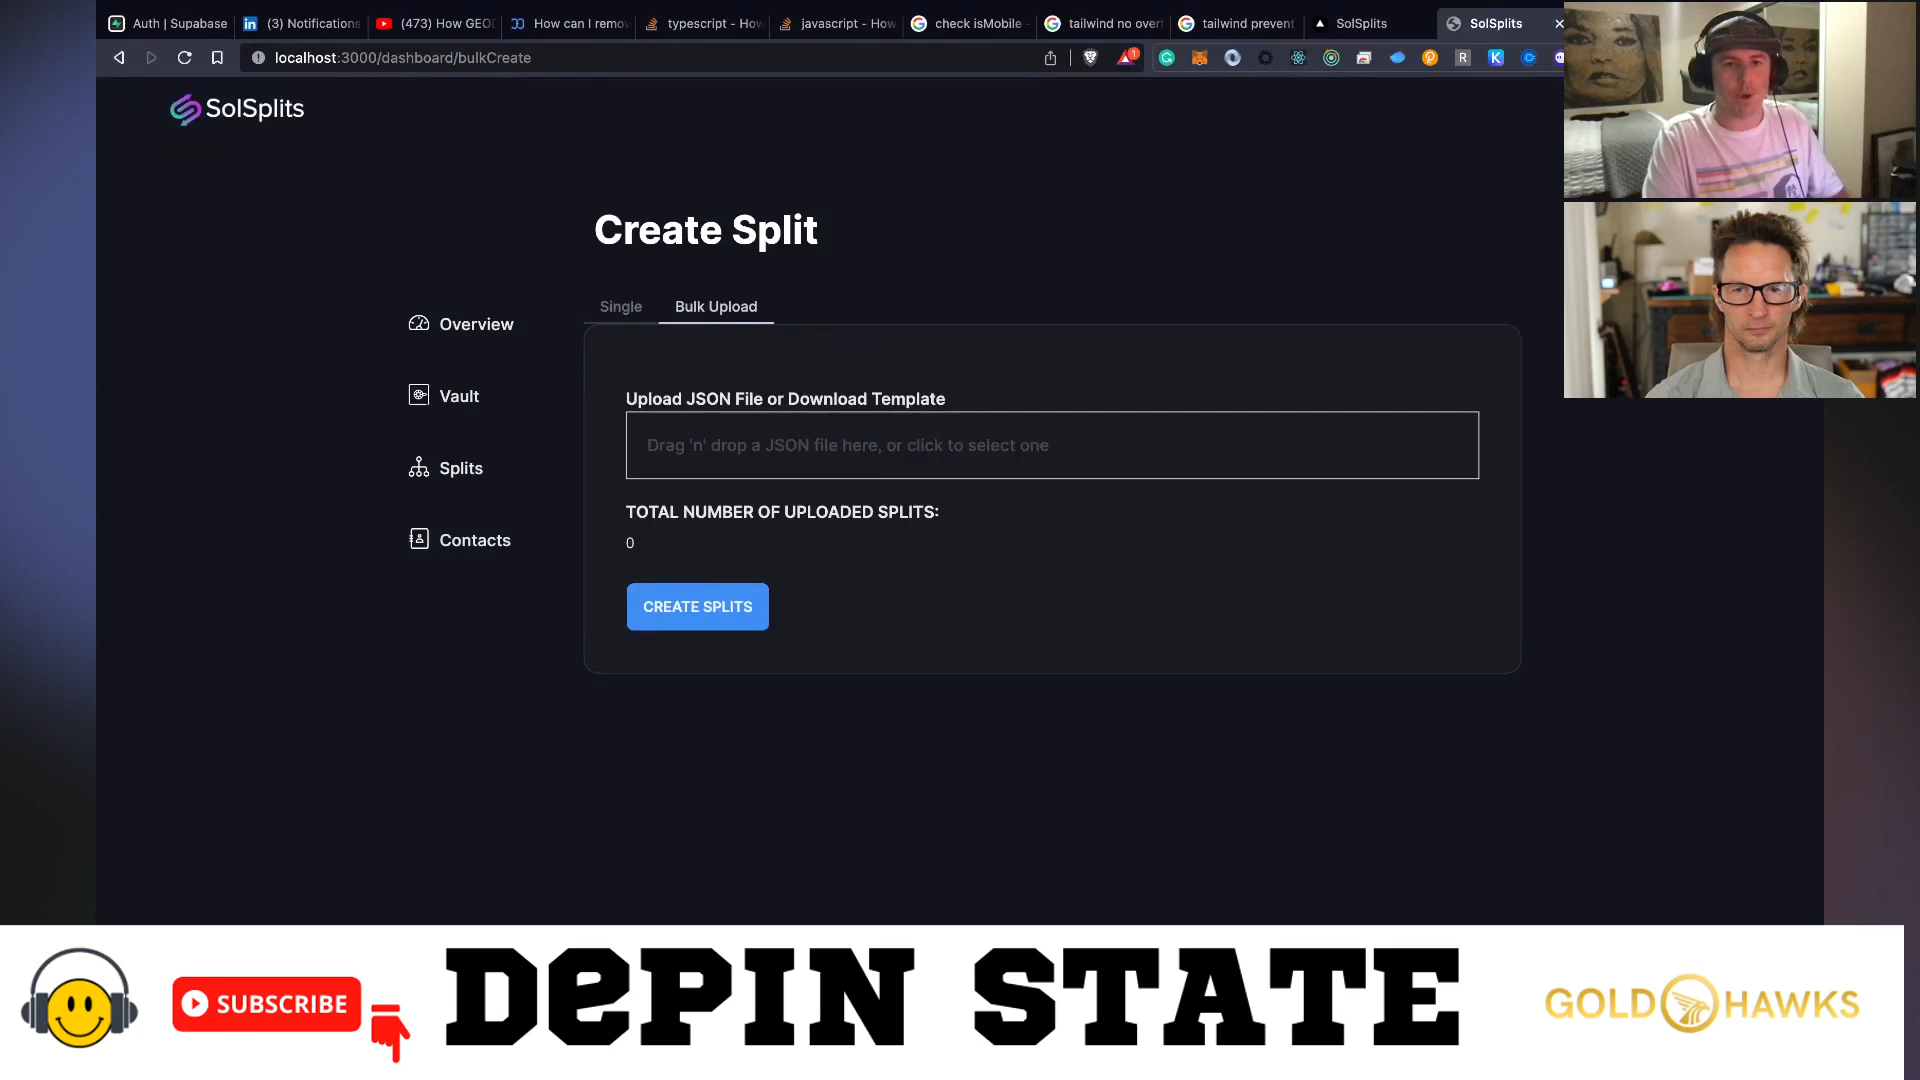 Auth | Supabase
(3) Notifications
(473) How GEO
How can I remov
typescript - How
javascript - How
check isMobile -
tailwind no overf
tailwind prevent
SolSplits
SolSplits
localhost:3000/dashboard/bulkCreate
1
SolSplits
Create Split
Single
Bulk Upload
Overview
Vault
Splits
Contacts
Upload JSON File or Download Template
Drag 'n' drop a JSON file here, or click to select one
TOTAL NUMBER OF UPLOADED SPLITS:
0
CREATE SPLITS
SUBSCRIBE
DePIN STATE
GOLD HAWKS